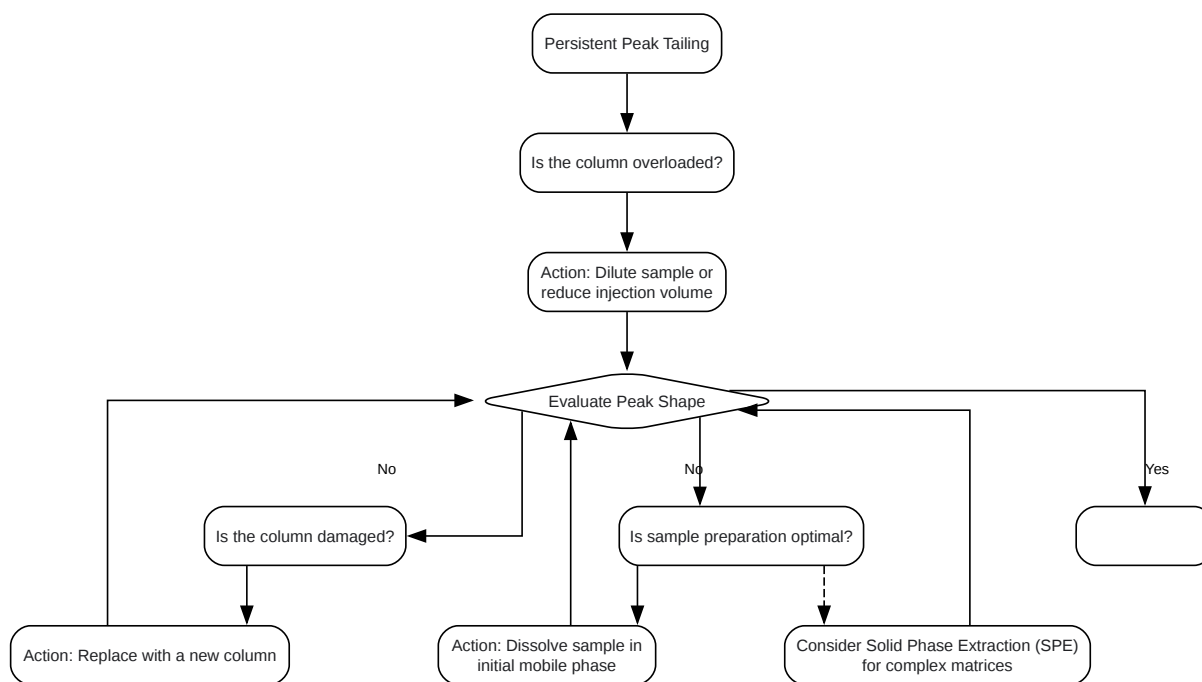 Persistent Peak Tailing
Is the column overloaded?
Action: Dilute sample or
reduce injection volume
Evaluate Peak Shape
No
No
Yes
Is the column damaged?
Is sample preparation optimal?
Action: Replace with a new column
Action: Dissolve sample in
initial mobile phase
Consider Solid Phase Extraction (SPE)
for complex matrices